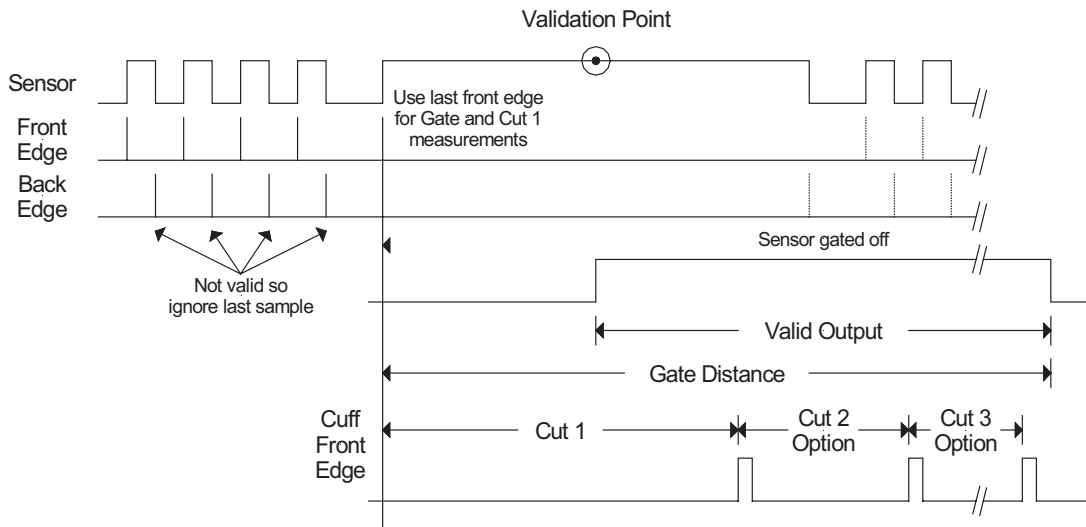 Validation Point
Sensor
Use last front edge
for Gate and Cut 1
measurements
Front
Edge
Back
Edge
Sensor gated off
Not valid so
ignore last sample
Valid Output
Gate Distance
Cuff
Front
Edge
Cut 1
Cut 2
Option
Cut 3
Option